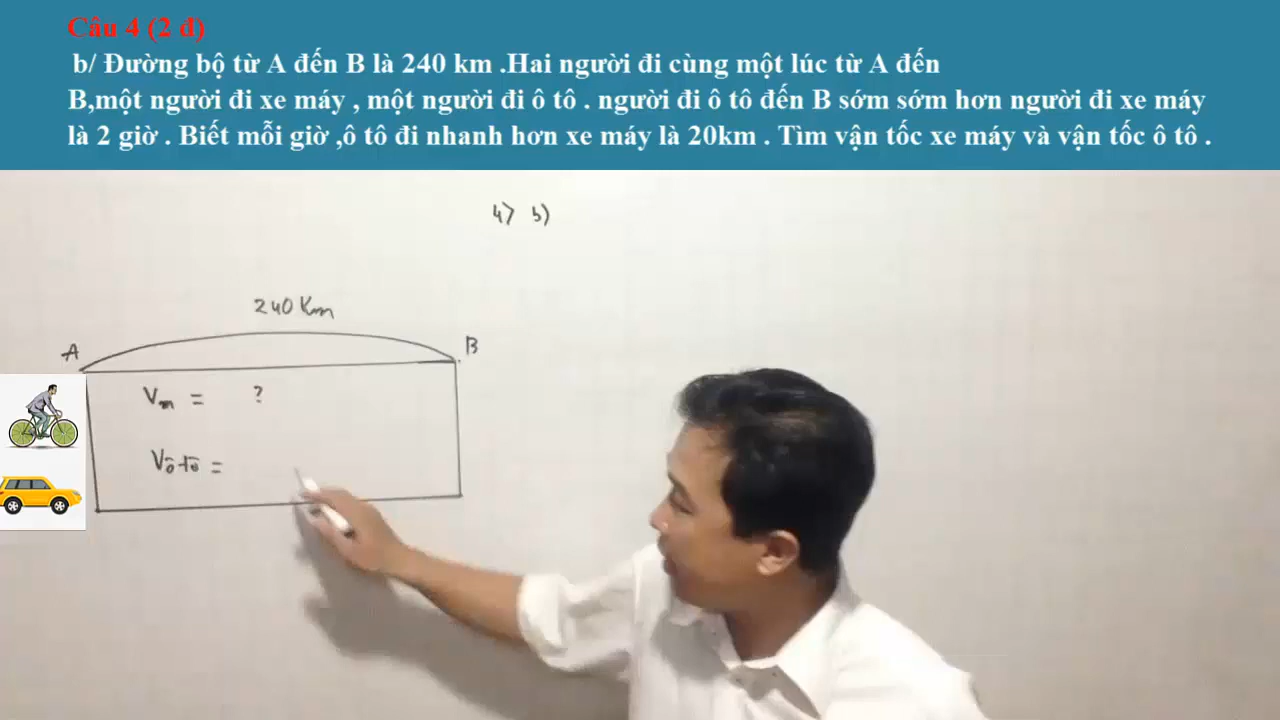 Câu 4 (2 đ)
b/ Đường bộ từ A đến B là 240 km .Hai người đi cùng một lúc từ A đến
B,một người đi xe máy , một người đi ô tô . người đi ô tô đến B sớm sớm hơn người đi xe máy
là 2 giờ . Biết mỗi giờ ,ô tô đi nhanh hơn xe máy là 20km . Tìm vận tốc xe máy và vận tốc ô tô .
4> b)
240 Km
A B
Vm = ?
Vô tô =